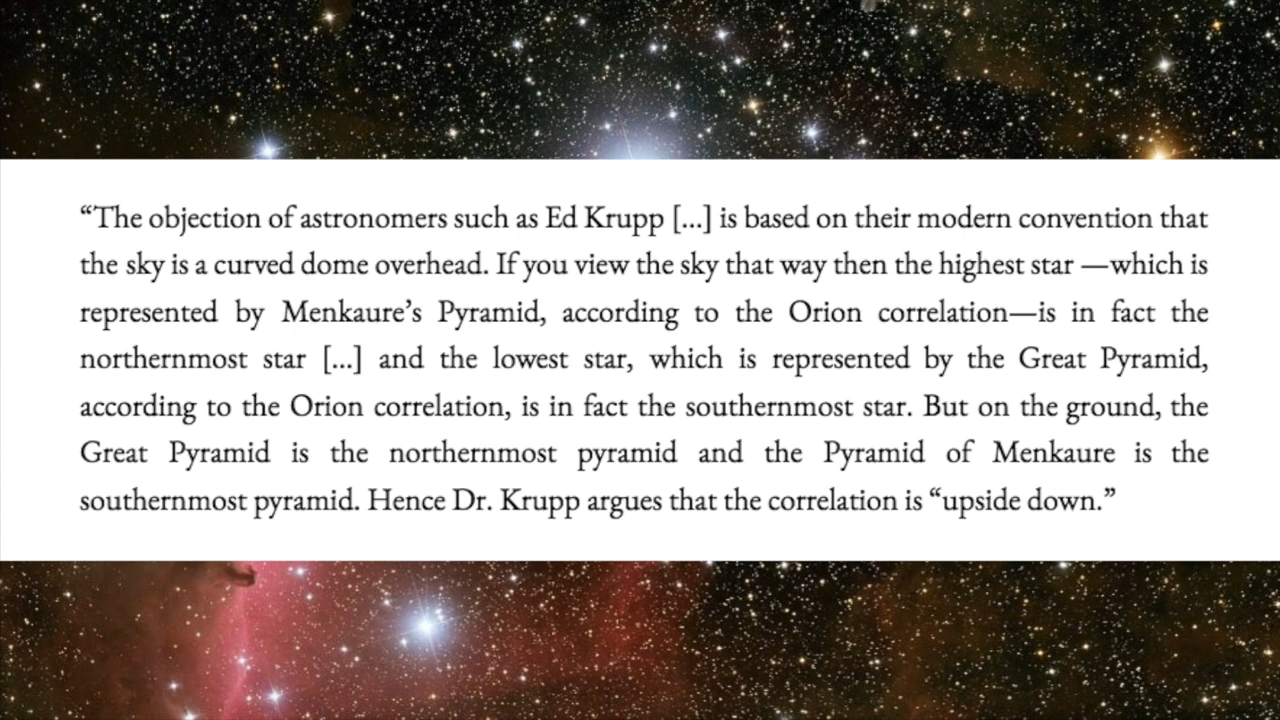 “The objection of astronomers such as Ed Krupp [...] is based on their modern convention that
the sky is a curved dome overhead. If you view the sky that way then the highest star —which is
represented by Menkaure’s Pyramid, according to the Orion correlation—is in fact the
northernmost star [...] and the lowest star, which is represented by the Great Pyramid,
according to the Orion correlation, is in fact the southernmost star. But on the ground, the
Great Pyramid is the northernmost pyramid and the Pyramid of Menkaure is the
southernmost pyramid. Hence Dr. Krupp argues that the correlation is “upside down.”